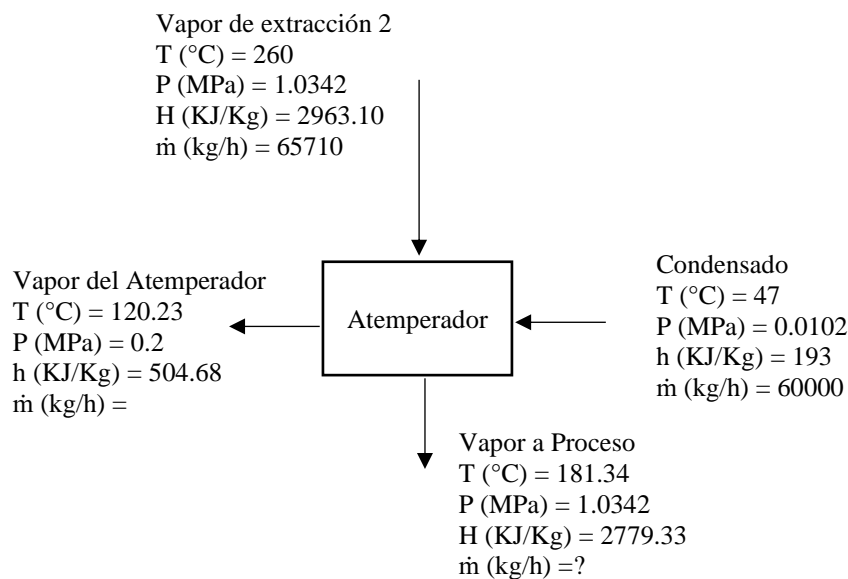 Vapor de extracción 2
T (°C) = 260
P (MPa) = 1.0342
H (KJ/Kg) = 2963.10
ṁ (kg/h) = 65710
Vapor del Atemperador
T (°C) = 120.23
P (MPa) = 0.2
h (KJ/Kg) = 504.68
ṁ (kg/h) =
Atemperador
Condensado
T (°C) = 47
P (MPa) = 0.0102
h (KJ/Kg) = 193
ṁ (kg/h) = 60000
Vapor a Proceso
T (°C) = 181.34
P (MPa) = 1.0342
H (KJ/Kg) = 2779.33
ṁ (kg/h) =?